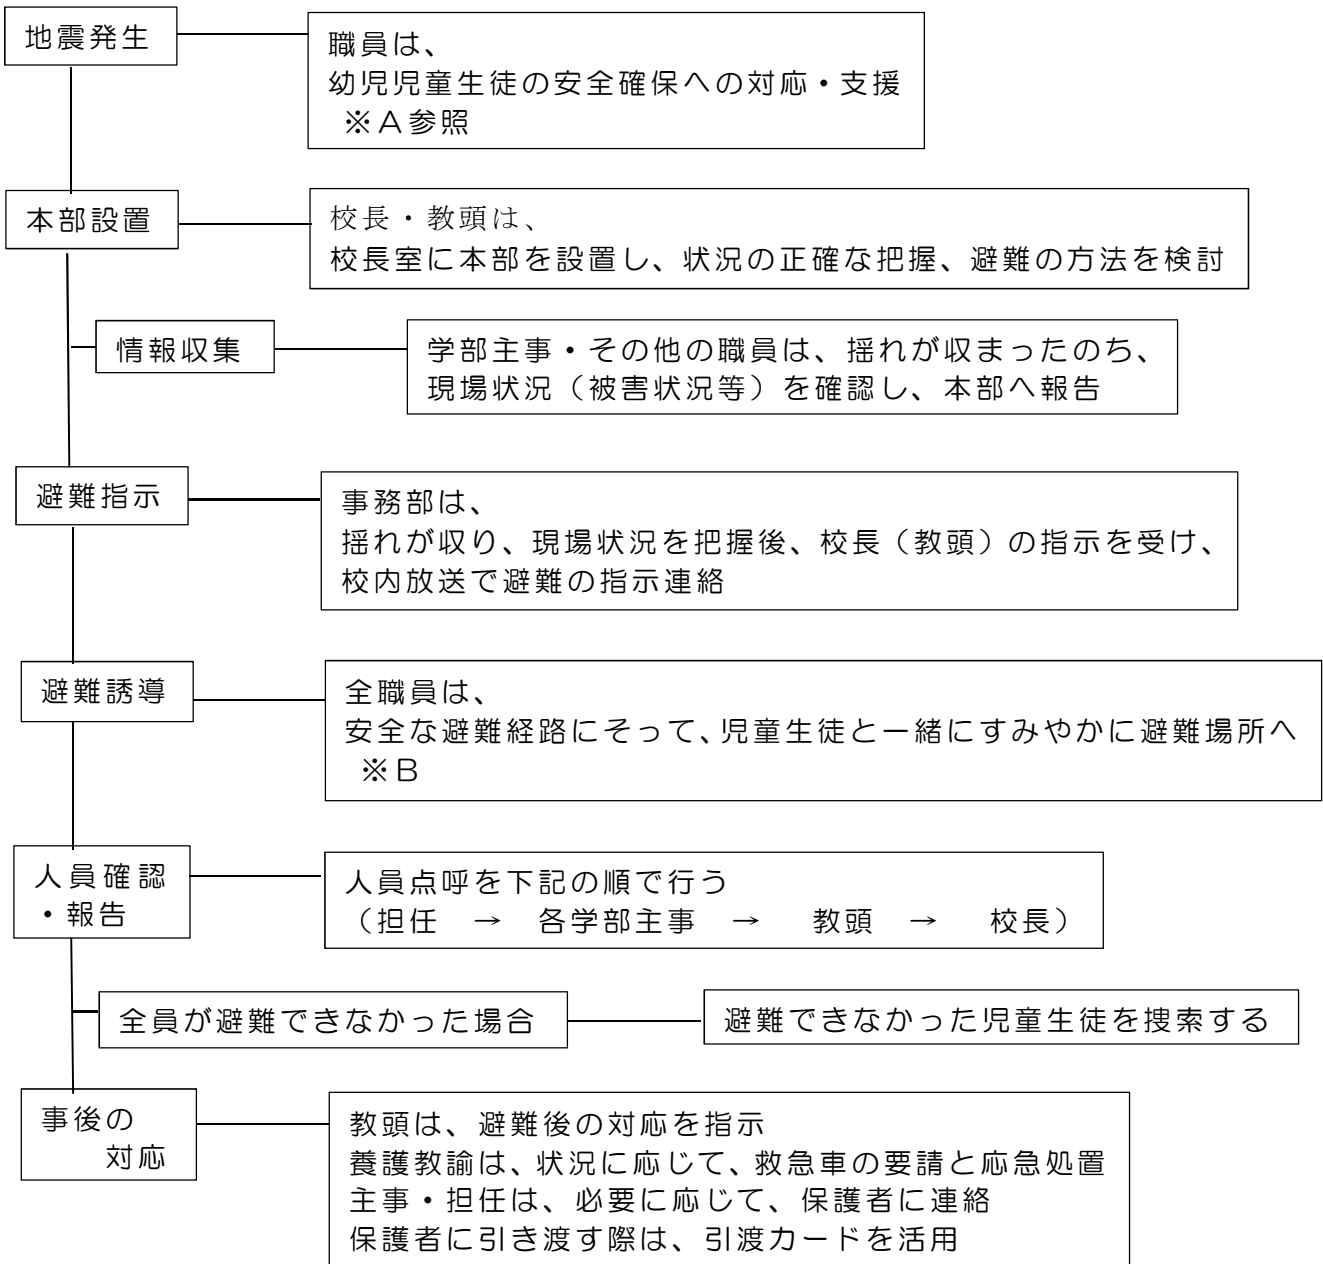 地震発生
職員は、
幼児児童生徒の安全確保への対応・支援
※A参照
本部設置
校長・教頭は、
校長室に本部を設置し、状況の正確な把握、避難の方法を検討
情報収集
学部主事・その他の職員は、揺れが収まったのち、
現場状況（被害状況等）を確認し、本部へ報告
避難指示
事務部は、
揺れが収り、現場状況を把握後、校長（教頭）の指示を受け、
校内放送で避難の指示連絡
避難誘導
全職員は、
安全な避難経路にそって、児童生徒と一緒にすみやかに避難場所へ
※B
人員確認
・報告
人員点呼を下記の順で行う
（担任　→　各学部主事　→　教頭　→　校長）
全員が避難できなかった場合
避難できなかった児童生徒を捜索する
事後の
対応
教頭は、避難後の対応を指示
養護教諭は、状況に応じて、救急車の要請と応急処置
主事・担任は、必要に応じて、保護者に連絡
保護者に引き渡す際は、引渡カードを活用